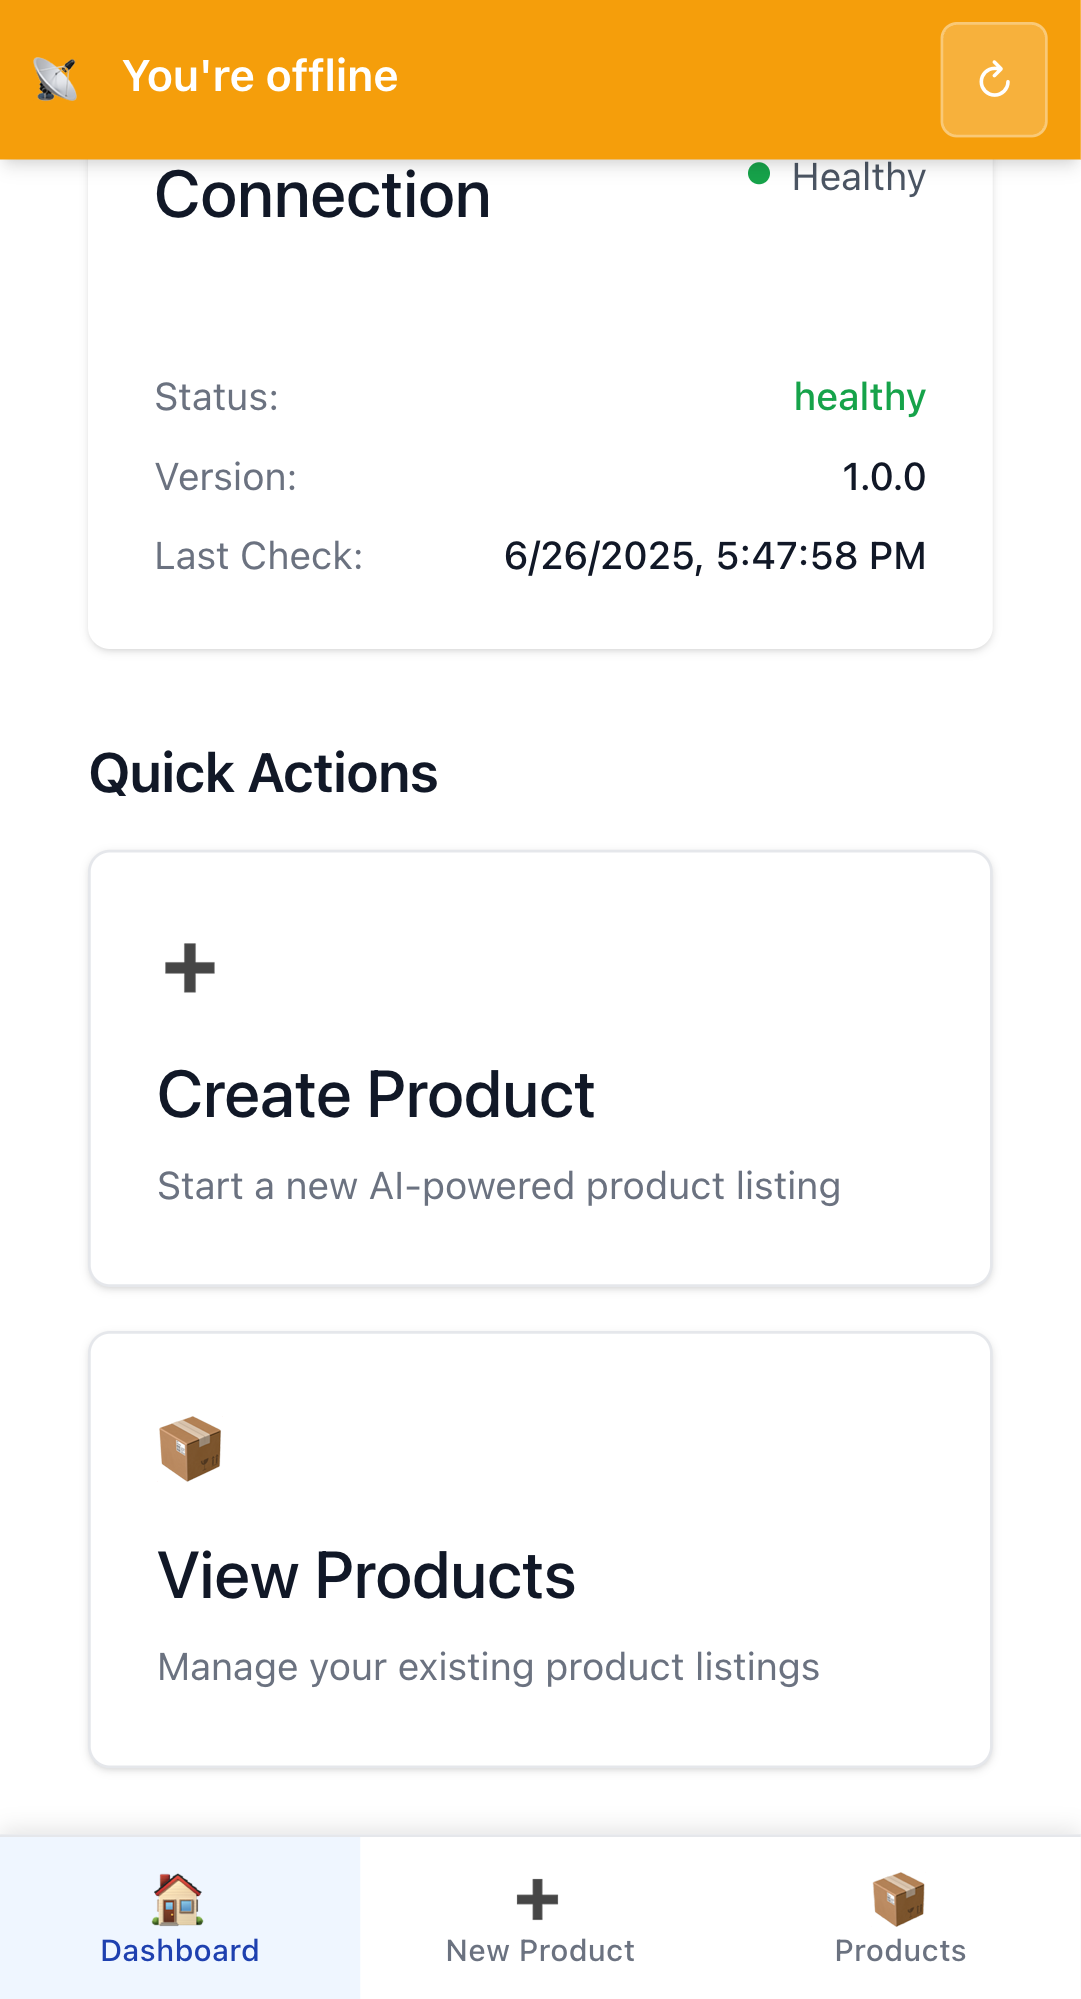 You're offline
Connection
Healthy
Status:
healthy
Version:
1.0.0
Last Check:
6/26/2025, 5:47:58 PM
Quick Actions
Create Product
Start a new AI-powered product listing
View Products
Manage your existing product listings
Dashboard
New Product
Products